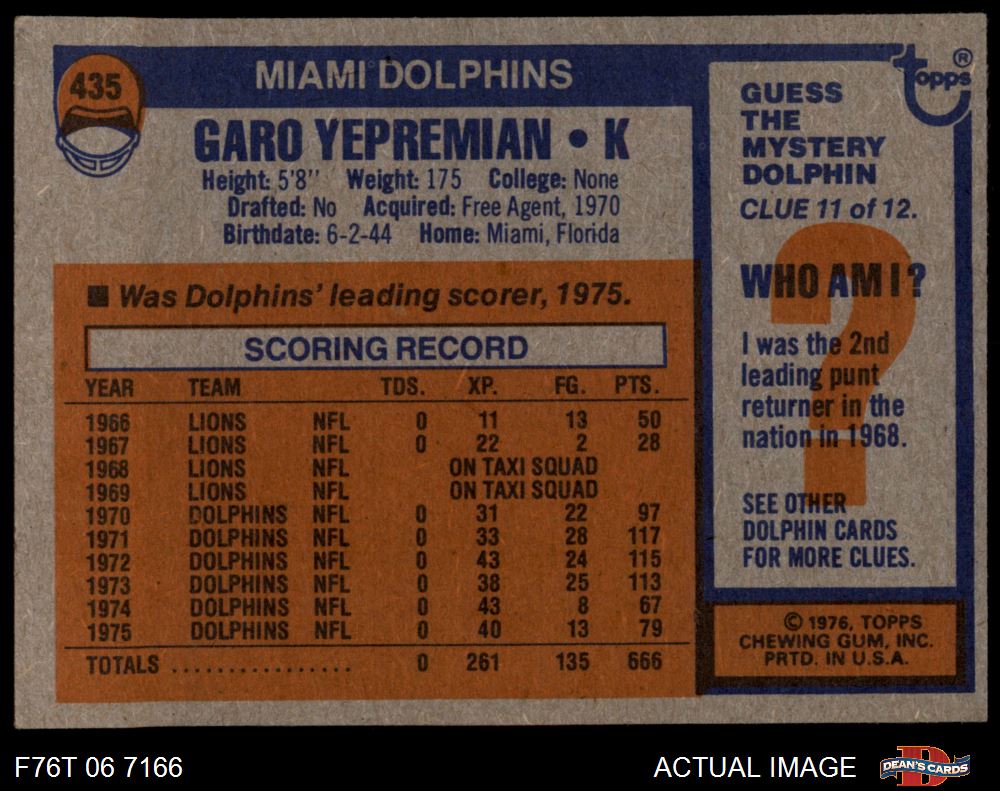 435
MIAMI DOLPHINS
GARO YEPREMIAN • K
Height: 5'8" Weight: 175 College: None
Drafted: No Acquired: Free Agent, 1970
Birthdate: 6-2-44 Home: Miami, Florida
■ Was Dolphins' leading scorer, 1975.
SCORING RECORD
YEAR TEAM TDS. XP. FG. PTS.
1966 LIONS NFL 0 11 13 50
1967 LIONS NFL 0 22 2 28
1968 LIONS NFL ON TAXI SQUAD
1969 LIONS NFL ON TAXI SQUAD
1970 DOLPHINS NFL 0 31 22 97
1971 DOLPHINS NFL 0 33 28 117
1972 DOLPHINS NFL 0 43 24 115
1973 DOLPHINS NFL 0 38 25 113
1974 DOLPHINS NFL 0 43 8 67
1975 DOLPHINS NFL 0 40 13 79
TOTALS ................ 0 261 135 666
topps ®
GUESS
THE
MYSTERY
DOLPHIN
CLUE 11 of 12.
?
WHO AM I?
I was the 2nd
leading punt
returner in the
nation in 1968.
SEE OTHER
DOLPHIN CARDS
FOR MORE CLUES.
© 1976, TOPPS
CHEWING GUM, INC.
PRTD. IN U.S.A.
F76T 06 7166
ACTUAL IMAGE
D
DEAN'S CARDS